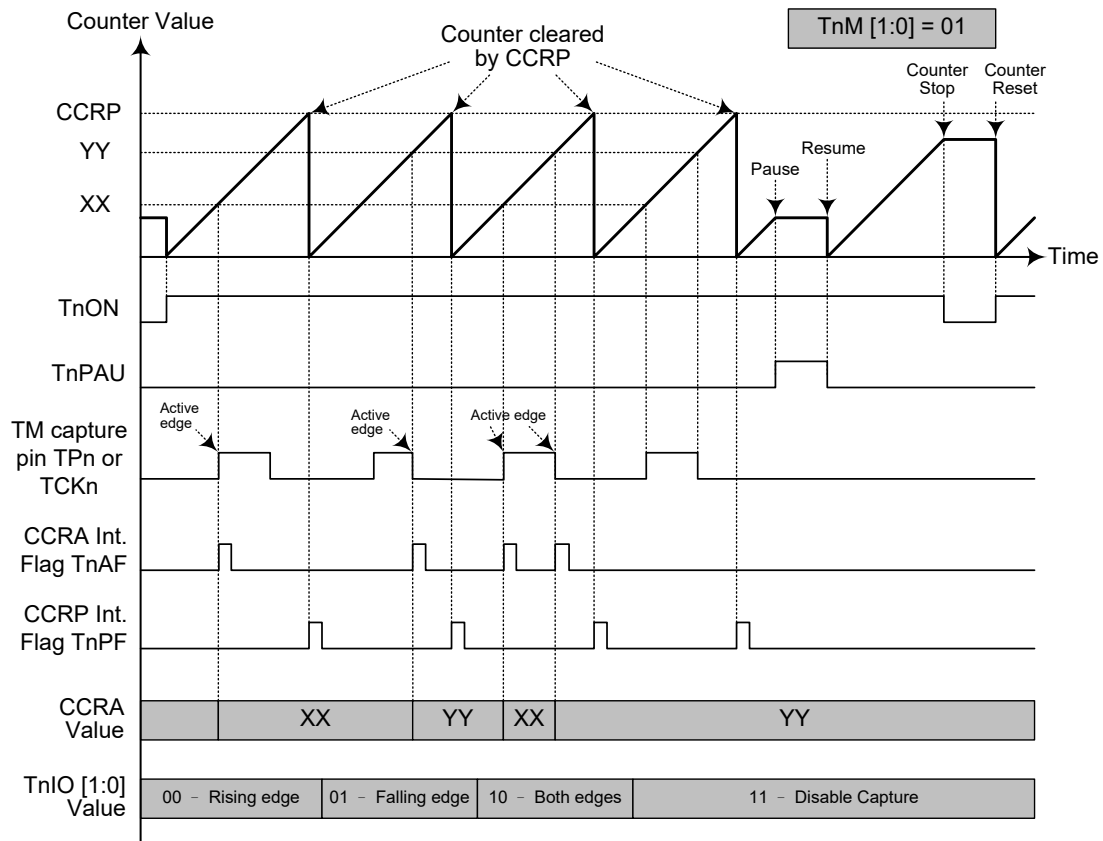 Counter Value
TnM [1:0] = 01
Counter cleared
by CCRP
Counter
Stop
Counter
Reset
CCRP
YY
XX
Pause
Resume
Time
TnON
TnPAU
Active
edge
Active
edge
Active edge
TM capture
pin TPn or
TCKn
CCRA Int.
Flag TnAF
CCRP Int.
Flag TnPF
CCRA
Value
XX
YY
XX
YY
TnIO [1:0]
Value
00 – Rising edge
01 – Falling edge
10 – Both edges
11 – Disable Capture